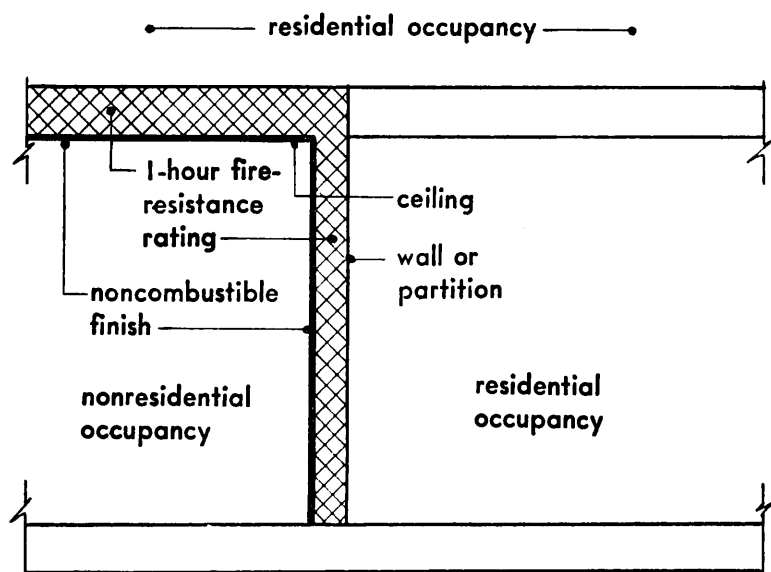 residential occupancy
1-hour fire-
resistance
rating
ceiling
wall or
partition
noncombustible
finish
nonresidential
occupancy
residential
occupancy